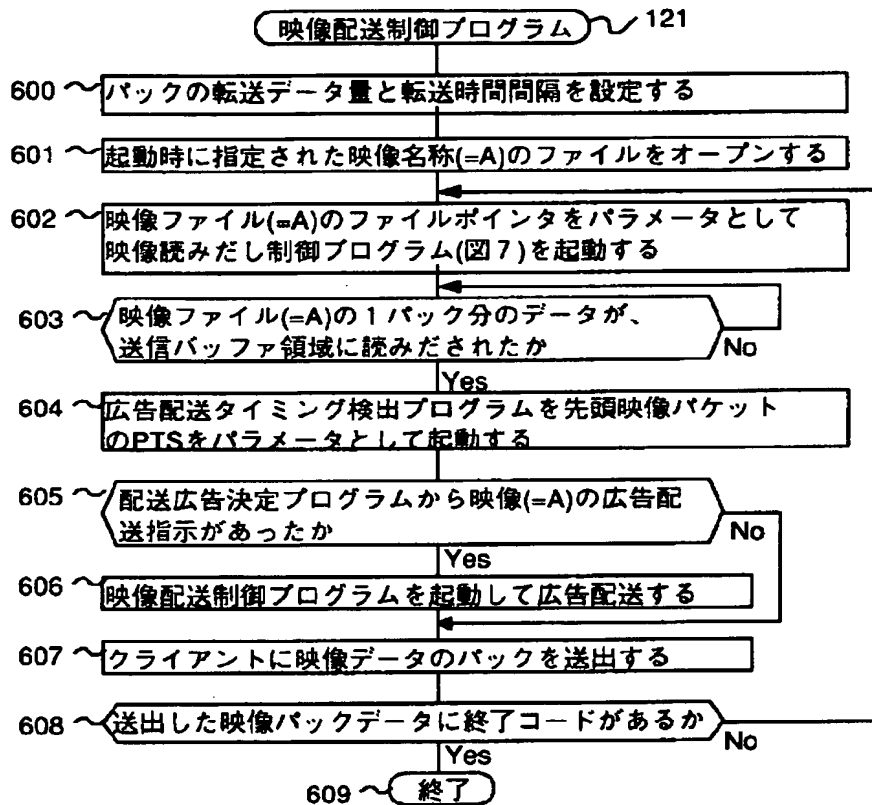 映像配送制御プログラム 121
600 パックの転送データ量と転送時間間隔を設定する
601 起動時に指定された映像名称(=A)のファイルをオープンする
602 映像ファイル(=A)のファイルポインタをパラメータとして
映像読みだし制御プログラム(図7)を起動する
603 映像ファイル(=A)の1パック分のデータが、
送信バッファ領域に読みだされたか
No
Yes
604 広告配送タイミング検出プログラムを先頭映像パケット
のPTSをパラメータとして起動する
605 配送広告決定プログラムから映像(=A)の広告配
送指示があったか
No
Yes
606 映像配送制御プログラムを起動して広告配送する
607 クライアントに映像データのパックを送出する
608 送出した映像パックデータに終了コードがあるか
No
Yes
609 終了